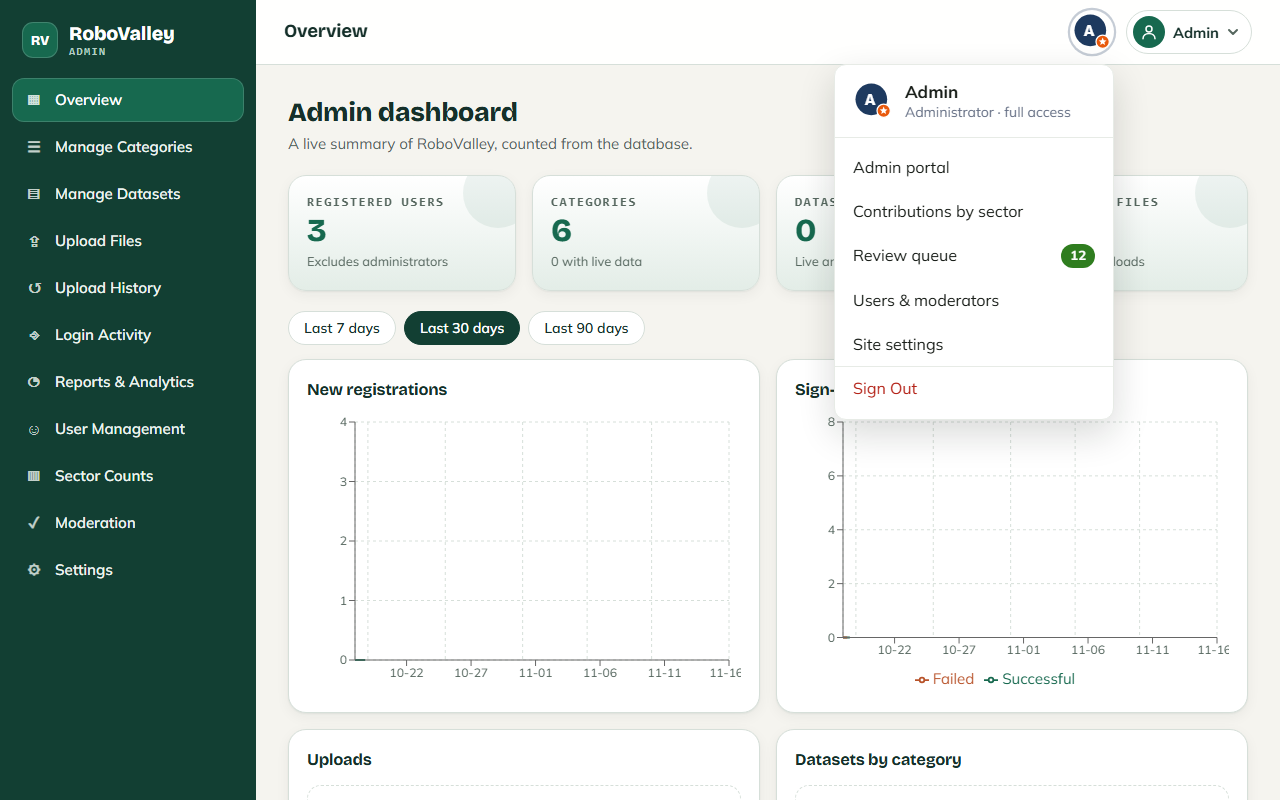 RV
RoboValley
ADMIN
Overview
Manage Categories
Manage Datasets
Upload Files
Upload History
Login Activity
Reports & Analytics
User Management
Sector Counts
Moderation
Settings
Overview
A
Admin
A
Admin
Administrator · full access
Admin portal
Contributions by sector
Review queue
12
Users & moderators
Site settings
Sign Out
Admin dashboard
A live summary of RoboValley, counted from the database.
REGISTERED USERS
3
Excludes administrators
CATEGORIES
6
0 with live data
0
FILES
Last 7 days
Last 30 days
Last 90 days
New registrations
4
3
2
1
0
10-22
10-27
11-01
11-06
11-11
11-16
Sign-
8
6
4
2
0
10-22
10-27
11-01
11-06
11-11
11-16
Failed
Successful
Uploads
Datasets by category